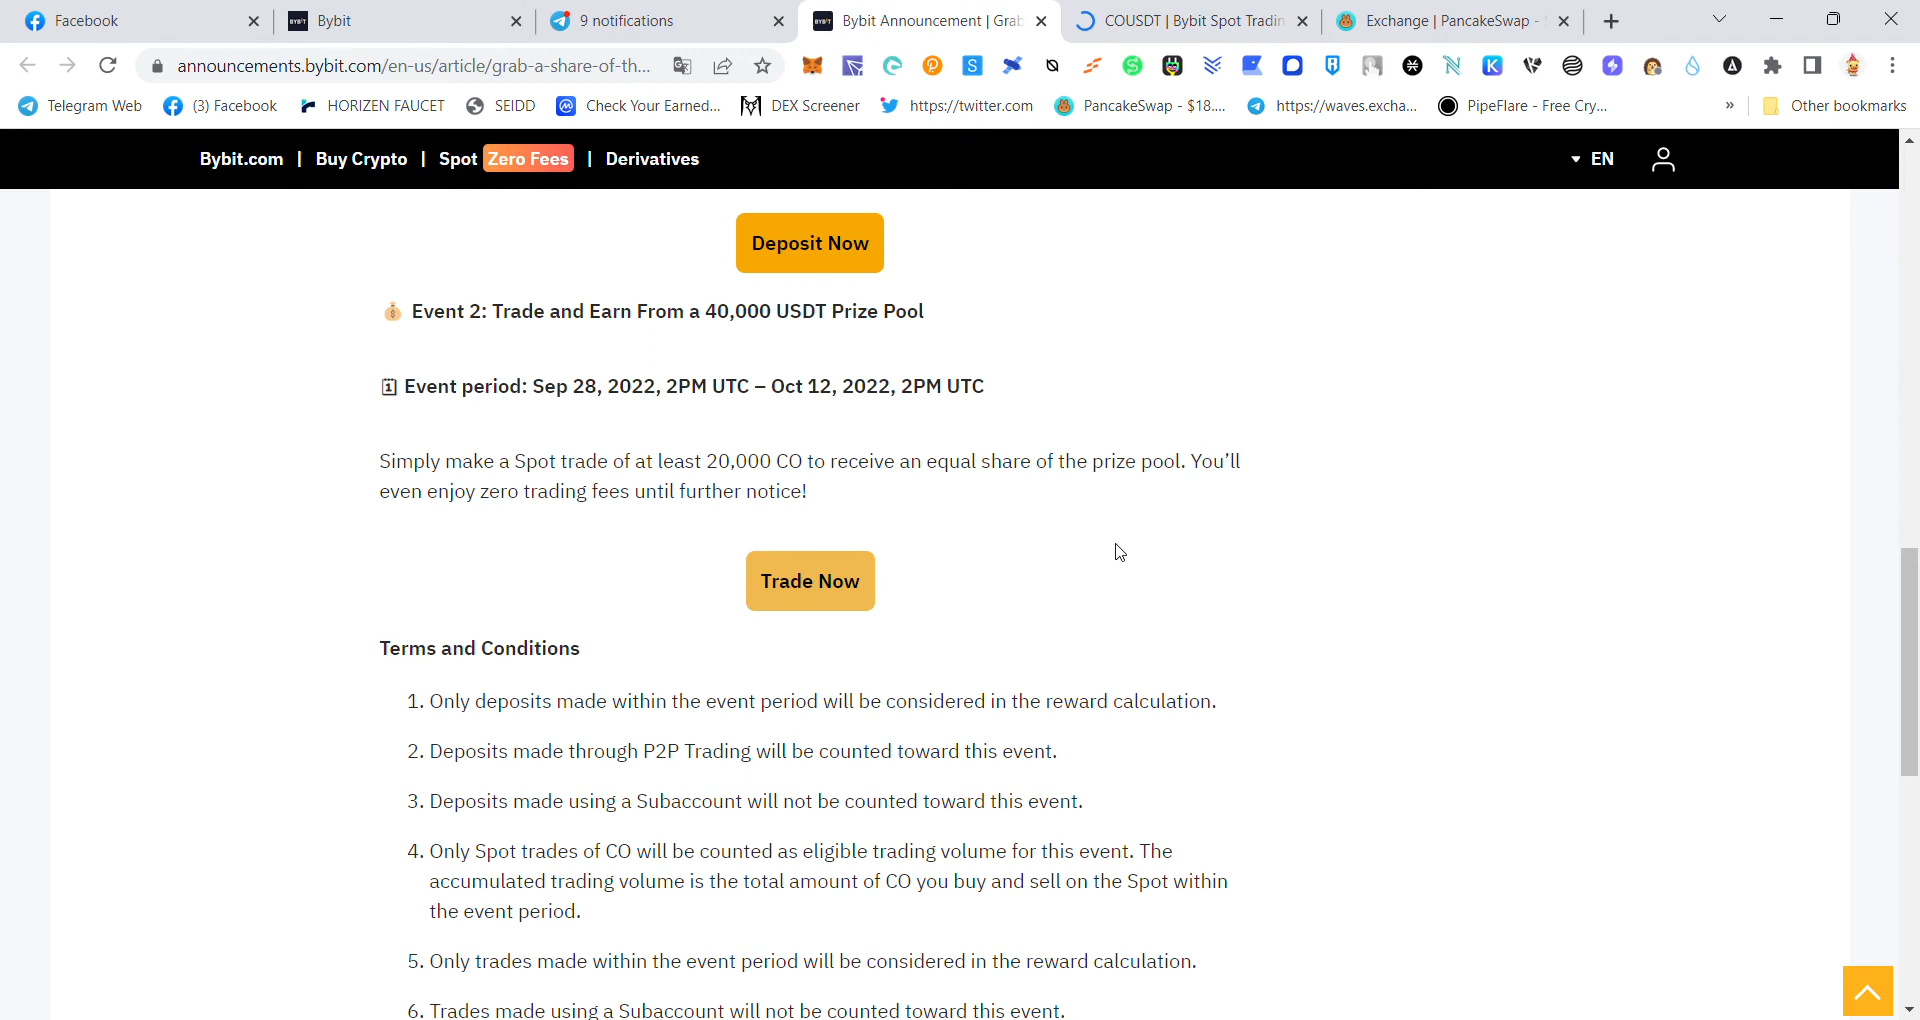 Facebook
Bybit
9 notifications
Bybit Announcement | Grab
COUSDT | Bybit Spot Tradin
Exchange | PancakeSwap -
announcements.bybit.com/en-us/article/grab-a-share-of-th...
Telegram Web
(3) Facebook
HORIZEN FAUCET
SEIDD
Check Your Earned...
DEX Screener
https://twitter.com
PancakeSwap - $18....
https://waves.excha...
PipeFlare - Free Cry...
»
Other bookmarks
Bybit.com | Buy Crypto | Spot Zero Fees | Derivatives
EN
Deposit Now
Event 2: Trade and Earn From a 40,000 USDT Prize Pool
Event period: Sep 28, 2022, 2PM UTC – Oct 12, 2022, 2PM UTC
Simply make a Spot trade of at least 20,000 CO to receive an equal share of the prize pool. You’ll
even enjoy zero trading fees until further notice!
Trade Now
Terms and Conditions
1. Only deposits made within the event period will be considered in the reward calculation.
2. Deposits made through P2P Trading will be counted toward this event.
3. Deposits made using a Subaccount will not be counted toward this event.
4. Only Spot trades of CO will be counted as eligible trading volume for this event. The
accumulated trading volume is the total amount of CO you buy and sell on the Spot within
the event period.
5. Only trades made within the event period will be considered in the reward calculation.
6. Trades made using a Subaccount will not be counted toward this event.